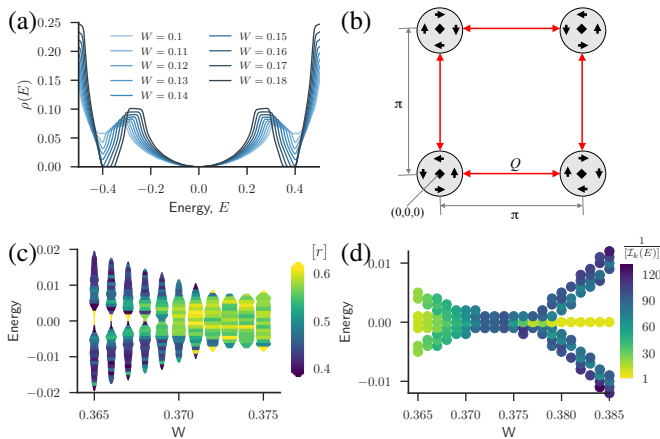 (a)
0.25
0.20
0.15
0.10
0.05
0.00
ρ(E)
W = 0.1
W = 0.11
W = 0.12
W = 0.13
W = 0.14
W = 0.15
W = 0.16
W = 0.17
W = 0.18
−0.4
−0.2
0.0
0.2
0.4
Energy, E
(b)
π
Q
(0,0,0)
π
(c)
0.02
0.01
0.00
−0.01
−0.02
Energy
0.365
0.370
0.375
W
[r]
0.6
0.5
0.4
(d)
0.01
0.00
−0.01
Energy
0.365
0.370
0.375
0.380
0.385
W
1
[ℐk(E)]
120
90
60
30
1